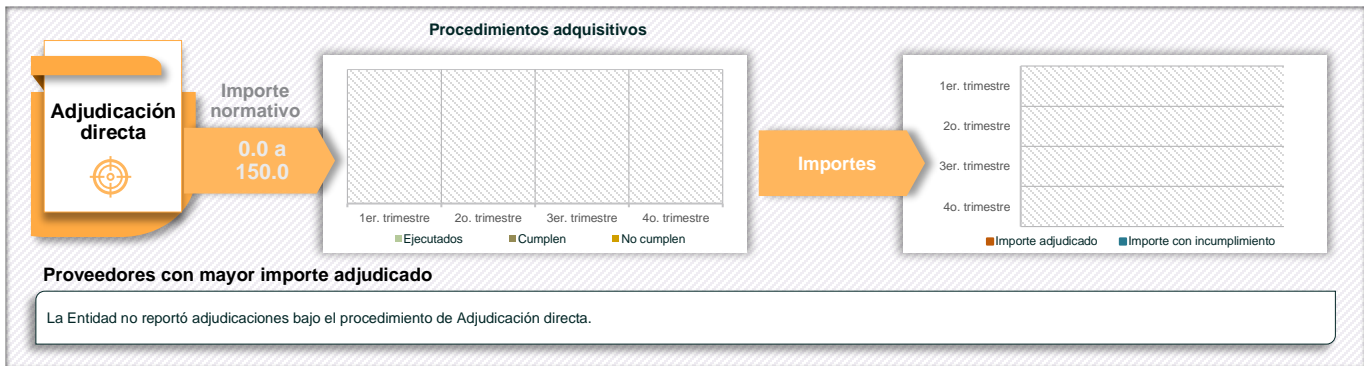 Procedimientos adquisitivos
Adjudicación
directa
Importe
normativo
0.0 a
150.0
1er. trimestre
2o. trimestre
3er. trimestre
4o. trimestre
Ejecutados
Cumplen
No cumplen
Importes
1er. trimestre
2o. trimestre
3er. trimestre
4o. trimestre
Importe adjudicado
Importe con incumplimiento
Proveedores con mayor importe adjudicado
La Entidad no reportó adjudicaciones bajo el procedimiento de Adjudicación directa.